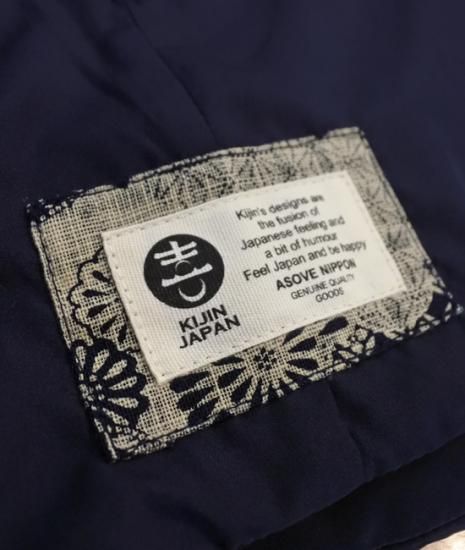 KIJIN
JAPAN
Kijin's designs are
the fusion of
Japanese feeling and
a bit of humour
Feel Japan and be happy
ASOVE NIPPON
GENUINE QUALITY
GOODS